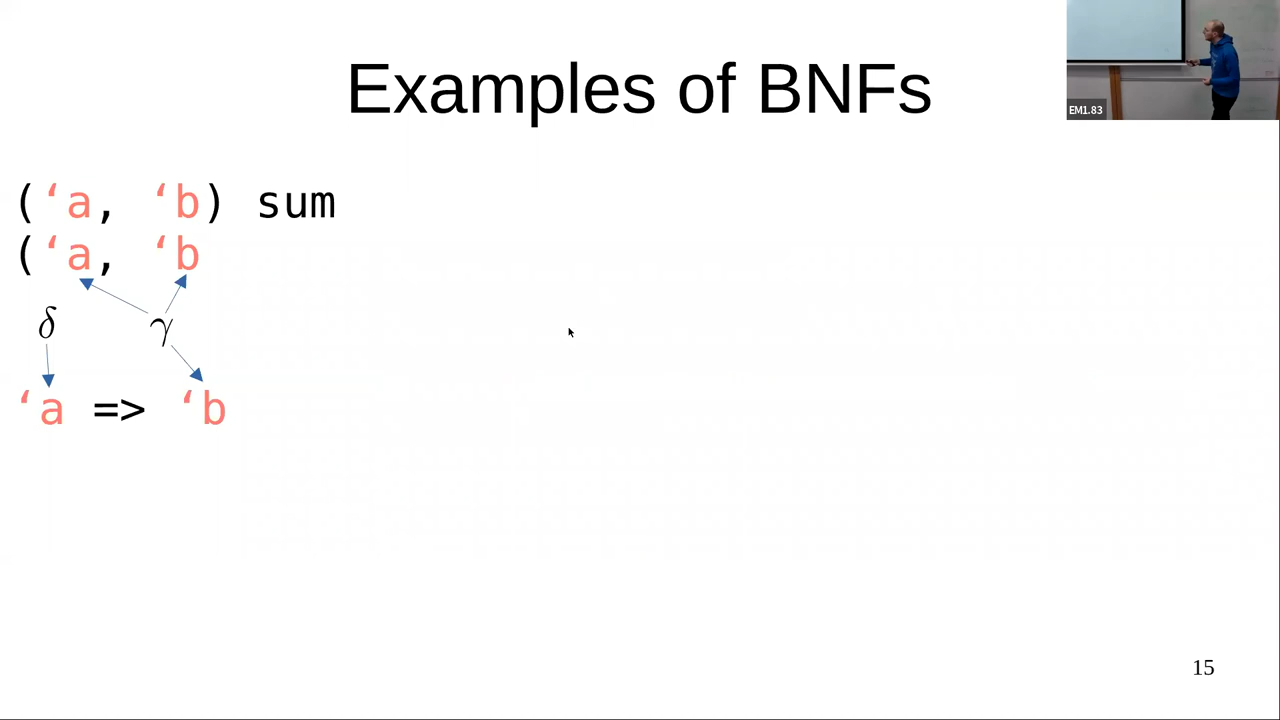 Examples of BNFs
EM1.83
(‘a, ‘b) sum
(‘a, ‘b
δ γ
‘a => ‘b
15